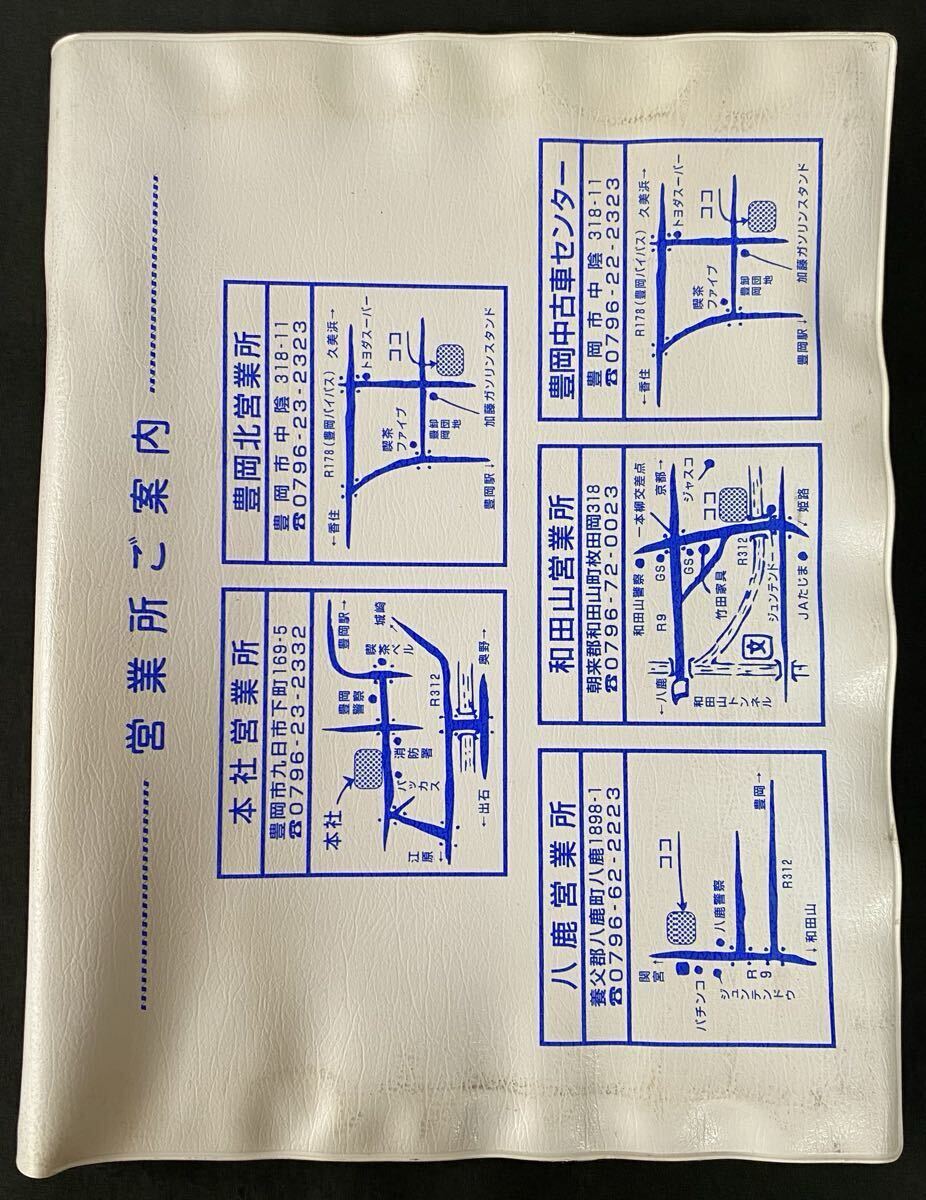 営業所ご案内
本社営業所
豊岡市九日市下町169-5
☎0796-23-2332
本社
豊岡警察
豊岡駅→
喫茶ベル
城崎
消防署
バッカス
R312
江原
←出石
奥野→
豊岡北営業所
豊岡市中陰318-11
☎0796-23-2323
←香住
R178(豊岡バイパス)
久美浜→
トヨダスーパー
ココ
喫茶ファイブ
豊岡卸団地
豊岡駅↓
加藤ガソリンスタンド
八鹿営業所
養父郡八鹿町八鹿1898-1
☎0796-62-2223
ココ
関宮↑
八鹿警察
パチンコ
ジュンテンドウ
R9
豊岡→
R312
↓和田山
和田山営業所
朝来郡和田山町枚田岡318
☎0796-72-0023
和田山警察
一本柳交差点
←八鹿
R9
GS
京都→
ジャスコ
GS
ココ
竹田家具
R312
和田山トンネル
文
ジュンテンドー
JAたじま
↓姫路
豊岡中古車センター
豊岡市中陰318-11
☎0796-22-2323
←香住
R178(豊岡バイパス)
久美浜→
トヨダスーパー
ココ
喫茶ファイブ
豊岡卸団地
豊岡駅↓
加藤ガソリンスタンド